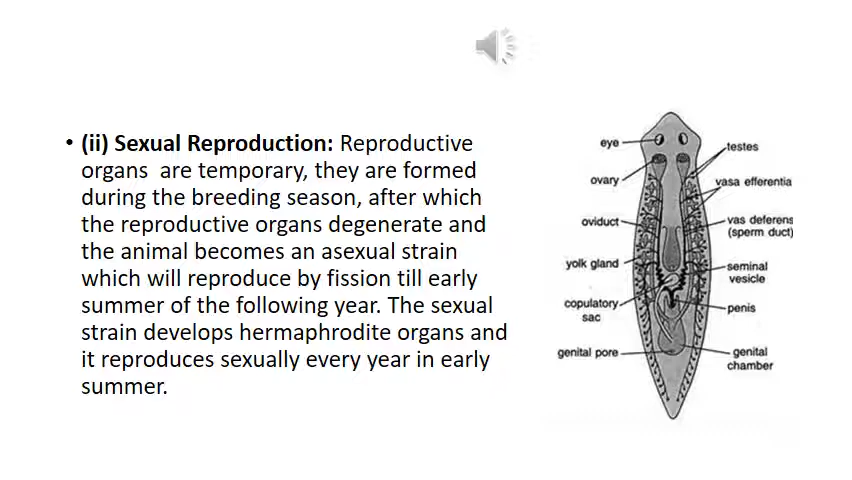 • (ii) Sexual Reproduction: Reproductive
organs are temporary, they are formed
during the breeding season, after which
the reproductive organs degenerate and
the animal becomes an asexual strain
which will reproduce by fission till early
summer of the following year. The sexual
strain develops hermaphrodite organs and
it reproduces sexually every year in early
summer.
eye
ovary
oviduct
yolk gland
copulatory
sac
genital pore
testes
vasa efferentia
vas deferens
(sperm duct)
seminal
vesicle
penis
genital
chamber